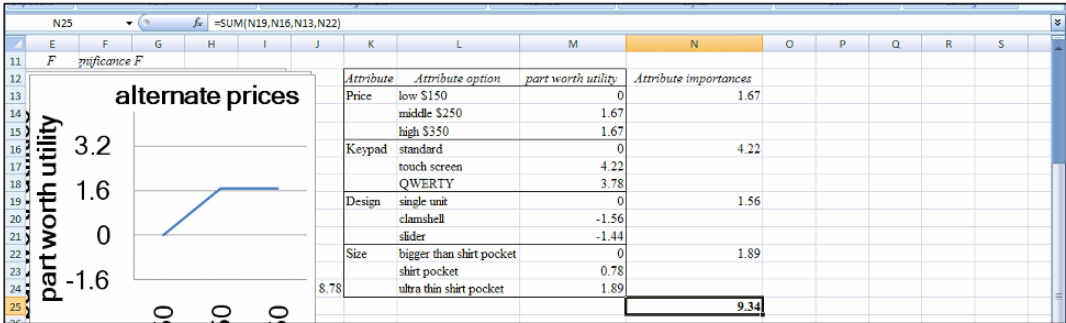 N25 fx =SUM(N19,N16,N13,N22)
E F G H I J K L M N O P Q R S
11 F gnificance F
12 Attribute Attribute option part worth utility Attribute importances
13 Price low $150 0 1.67
14 middle $250 1.67
15 high $350 1.67
16 Keypad standard 0 4.22
17 touch screen 4.22
18 QWERTY 3.78
19 Design single unit 0 1.56
20 clamshell -1.56
21 slider -1.44
22 Size bigger than shirt pocket 0 1.89
23 shirt pocket 0.78
24 8.78 ultra thin shirt pocket 1.89
25 9.34
alternate prices
part worth utility
3.2
1.6
0
-1.6